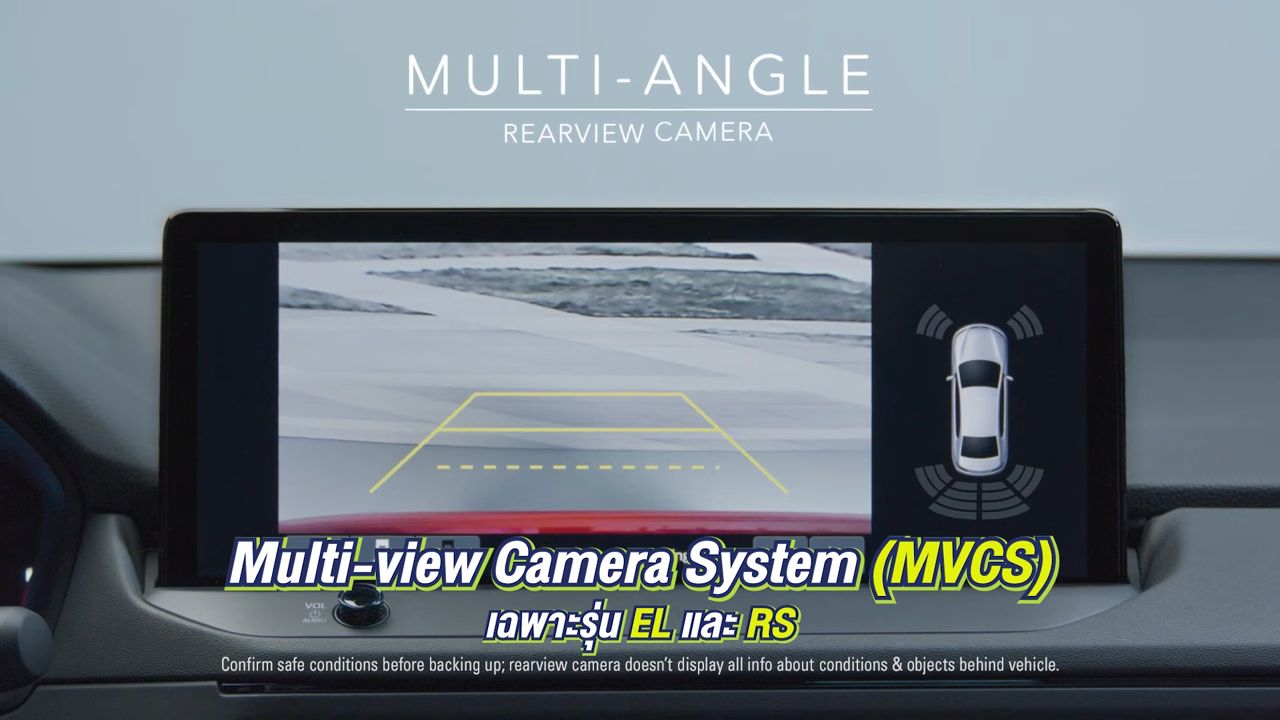 MULTI-ANGLE
REARVIEW CAMERA
Multi-view Camera System (MVCS)
VOL
AUDIO
เฉพาะรุ่น EL และ RS
Confirm safe conditions before backing up; rearview camera doesn't display all info about conditions & objects behind vehicle.